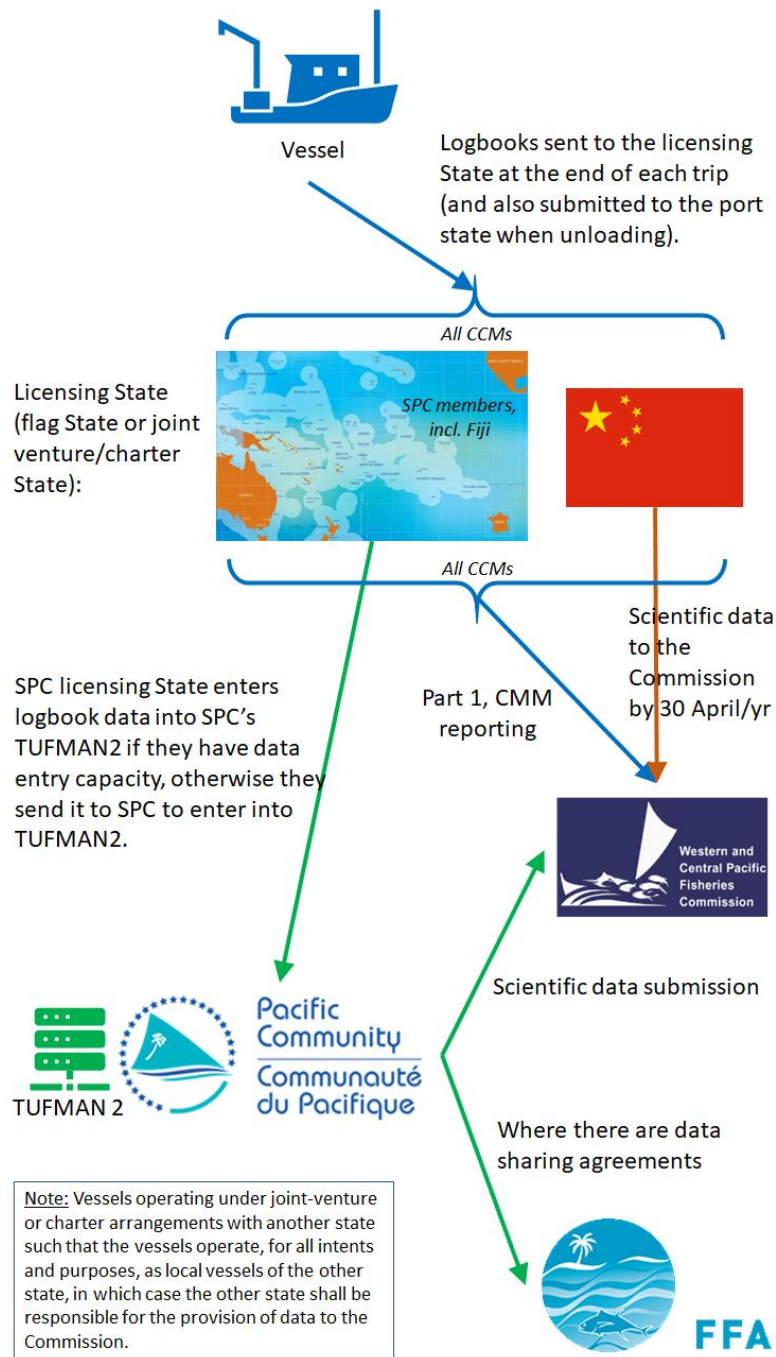 Vessel
Logbooks sent to the licensing
State at the end of each trip
(and also submitted to the port
state when unloading).
All CCMs
Licensing State
(flag State or joint
venture/charter
State):
SPC members,
incl. Fiji
All CCMs
Scientific data
to the
Commission
by 30 April/yr
Part 1, CMM
reporting
SPC licensing State enters
logbook data into SPC's
TUFMAN2 if they have data
entry capacity, otherwise they
send it to SPC to enter into
TUFMAN2.
Western and
Central Pacific
Fisheries
Commission
Scientific data submission
Pacific
Community
Communauté
du Pacifique
TUFMAN 2
Where there are data
sharing agreements
Note: Vessels operating under joint-venture
or charter arrangements with another state
such that the vessels operate, for all intents
and purposes, as local vessels of the other
state, in which case the other state shall be
responsible for the provision of data to the
Commission.
FFA